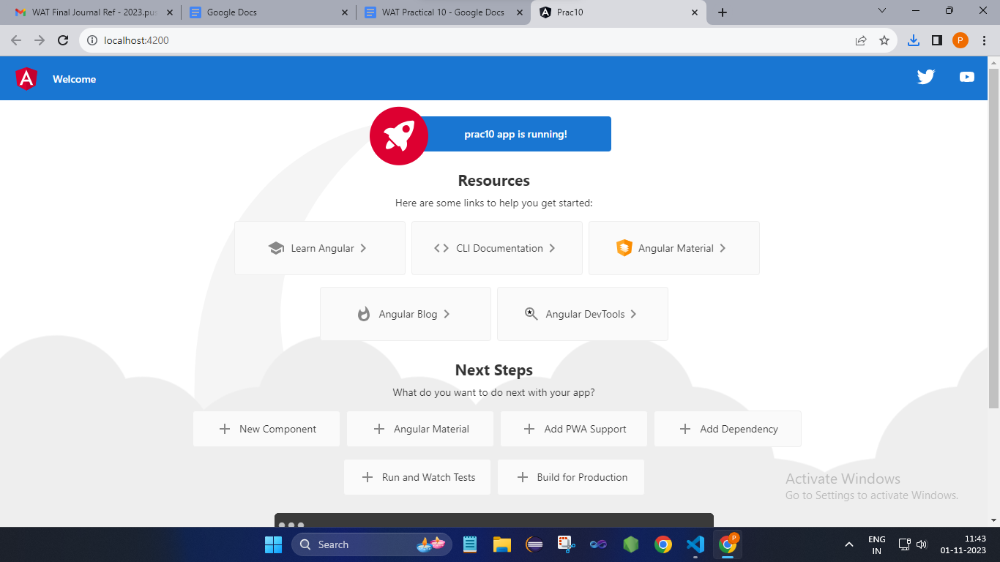 WAT Final Journal Ref - 2023.pus
Google Docs
WAT Practical 10 - Google Docs
Prac10
localhost:4200
P
Welcome
prac10 app is running!
Resources
Here are some links to help you get started:
Learn Angular
CLI Documentation
Angular Material
Angular Blog
Angular DevTools
Next Steps
What do you want to do next with your app?
New Component
Angular Material
Add PWA Support
Add Dependency
Run and Watch Tests
Build for Production
Activate Windows
Go to Settings to activate Windows.
Search
P
ENG
IN
11:43
01-11-2023